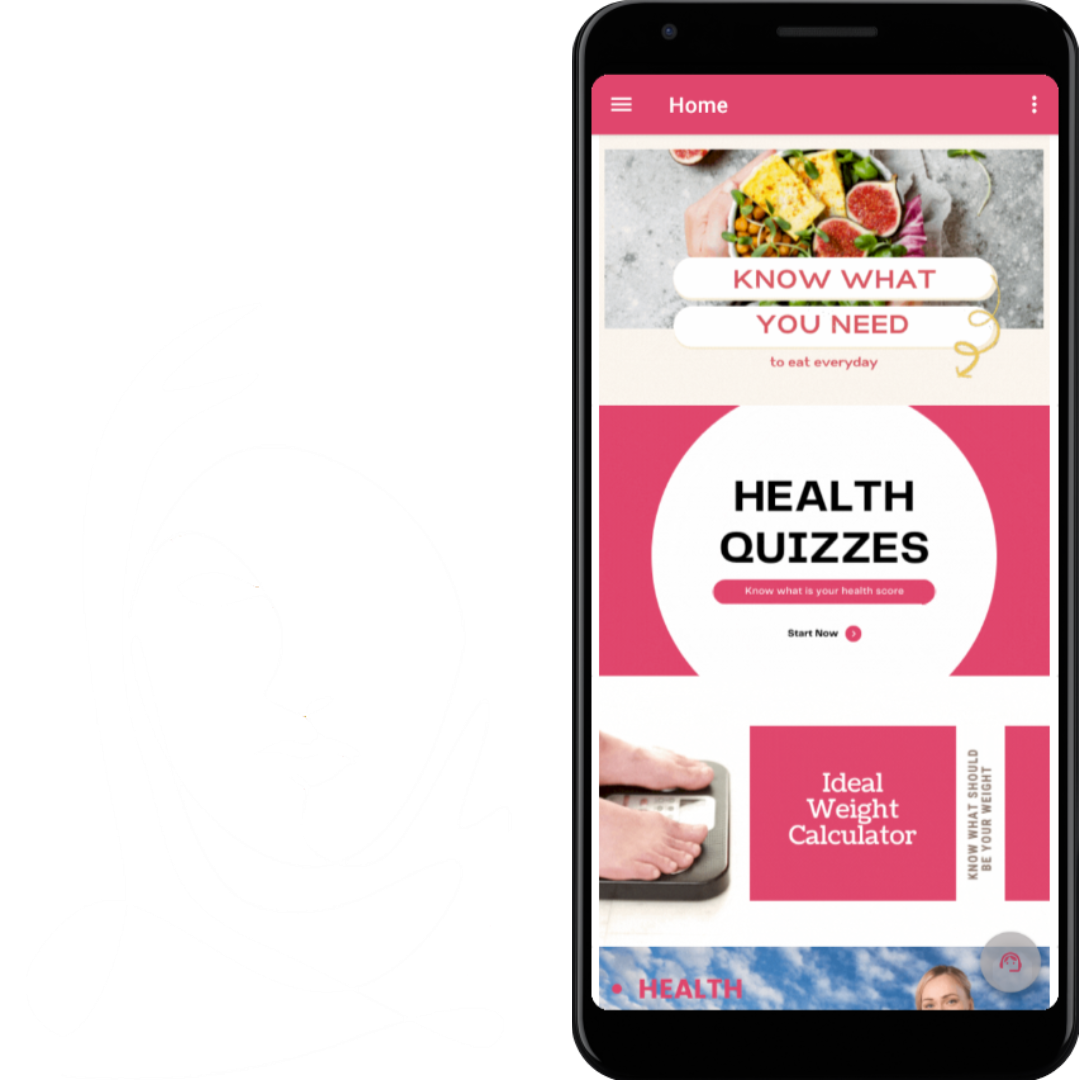 Home
KNOW WHAT
YOU NEED
to eat everyday
HEALTH
QUIZZES
Know what is your health score
Start Now
Ideal
Weight
Calculator
KNOW WHAT SHOULD
BE YOUR WEIGHT
• HEALTH